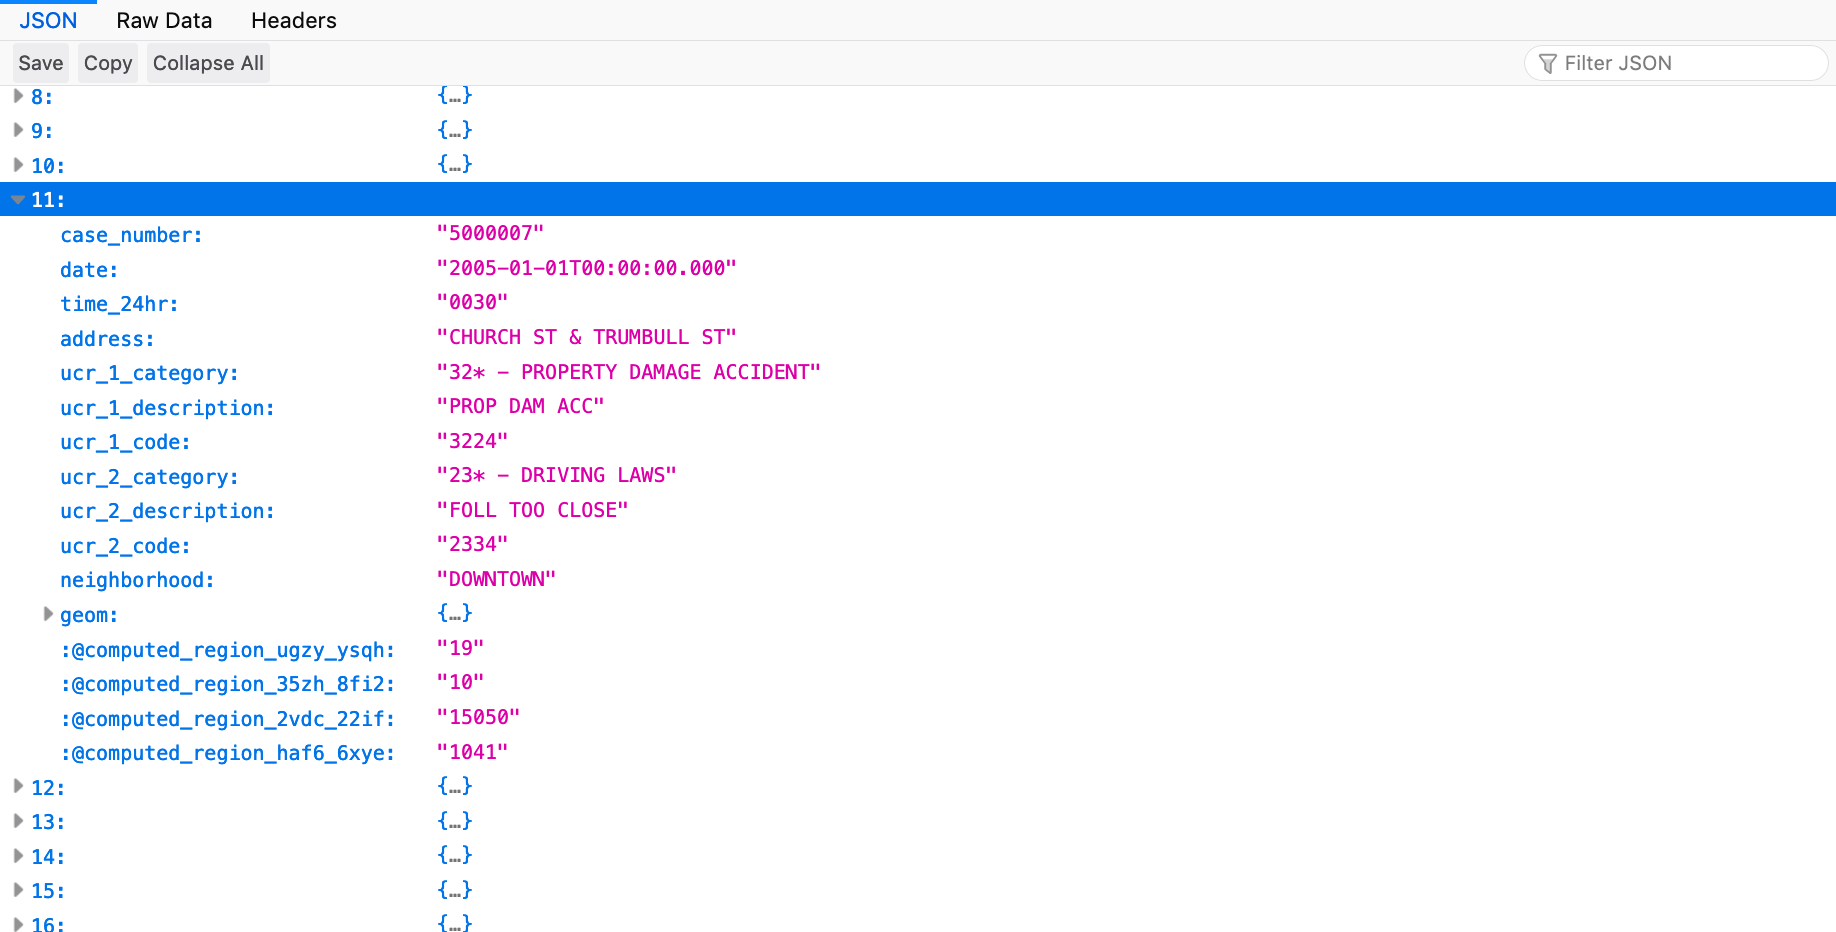 JSON Raw Data Headers
Save Copy Collapse All Filter JSON
8: {…}
9: {…}
10: {…}
11:
case_number: "5000007"
date: "2005-01-01T00:00:00.000"
time_24hr: "0030"
address: "CHURCH ST & TRUMBULL ST"
ucr_1_category: "32* - PROPERTY DAMAGE ACCIDENT"
ucr_1_description: "PROP DAM ACC"
ucr_1_code: "3224"
ucr_2_category: "23* - DRIVING LAWS"
ucr_2_description: "FOLL TOO CLOSE"
ucr_2_code: "2334"
neighborhood: "DOWNTOWN"
geom: {…}
:@computed_region_ugzy_ysqh: "19"
:@computed_region_35zh_8fi2: "10"
:@computed_region_2vdc_22if: "15050"
:@computed_region_haf6_6xye: "1041"
12: {…}
13: {…}
14: {…}
15: {…}
16: {…}